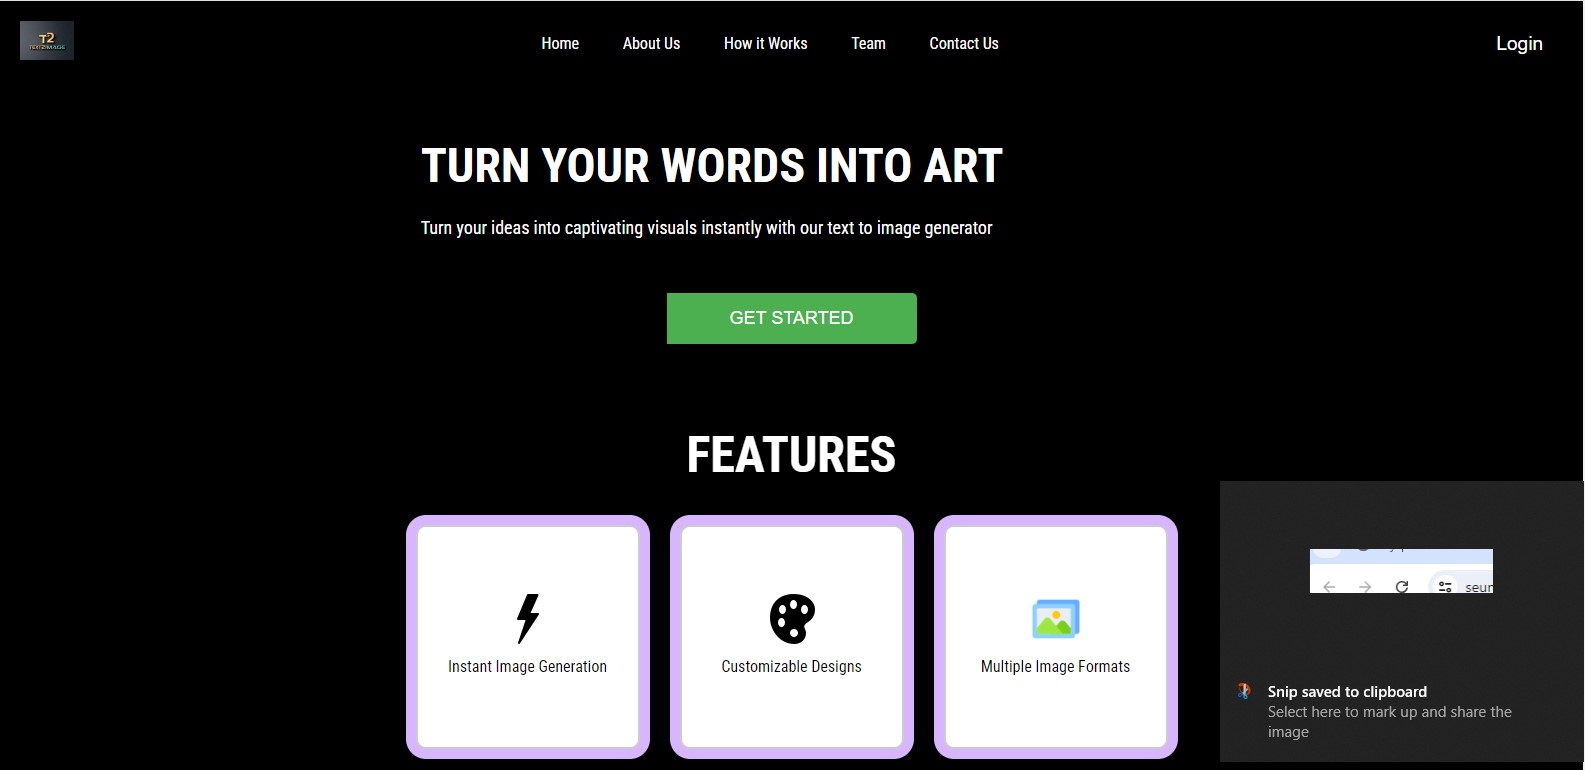 T2
TEXT2IMAGE
Home
About Us
How it Works
Team
Contact Us
Login
TURN YOUR WORDS INTO ART
Turn your ideas into captivating visuals instantly with our text to image generator
GET STARTED
FEATURES
Instant Image Generation
Customizable Designs
Multiple Image Formats
seur
Snip saved to clipboard
Select here to mark up and share the
image